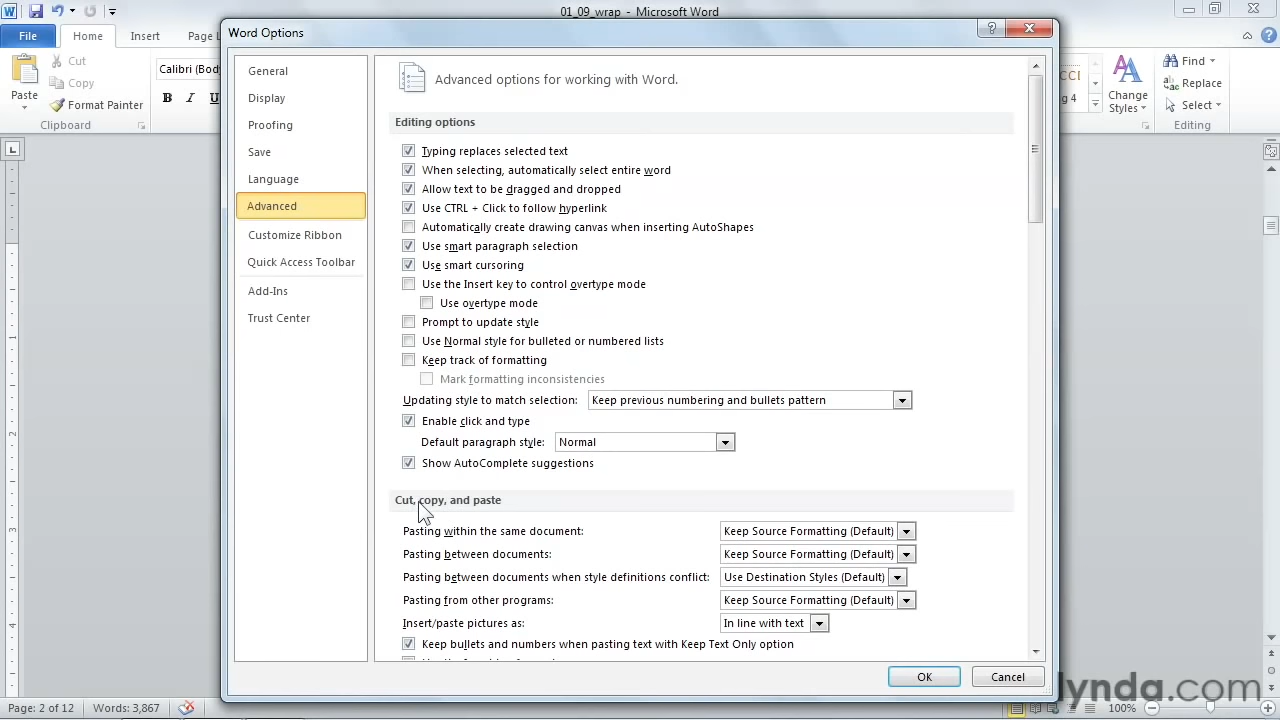 01_09_wrap - Microsoft Word
File
Home
Insert
Page L
Word Options
Cut
Copy
Format Painter
Paste
Clipboard
Calibri (Body
B I U
Find
Replace
Select
Editing
Change
Styles
General
Display
Proofing
Save
Language
Advanced
Customize Ribbon
Quick Access Toolbar
Add-Ins
Trust Center
Advanced options for working with Word.
Editing options
Typing replaces selected text
When selecting, automatically select entire word
Allow text to be dragged and dropped
Use CTRL + Click to follow hyperlink
Automatically create drawing canvas when inserting AutoShapes
Use smart paragraph selection
Use smart cursoring
Use the Insert key to control overtype mode
Use overtype mode
Prompt to update style
Use Normal style for bulleted or numbered lists
Keep track of formatting
Mark formatting inconsistencies
Updating style to match selection: Keep previous numbering and bullets pattern
Enable click and type
Default paragraph style: Normal
Show AutoComplete suggestions
Cut, copy, and paste
Pasting within the same document: Keep Source Formatting (Default)
Pasting between documents: Keep Source Formatting (Default)
Pasting between documents when style definitions conflict: Use Destination Styles (Default)
Pasting from other programs: Keep Source Formatting (Default)
Insert/paste pictures as: In line with text
Keep bullets and numbers when pasting text with Keep Text Only option
OK
Cancel
lynda.com
Page: 2 of 12
Words: 3,867
100%